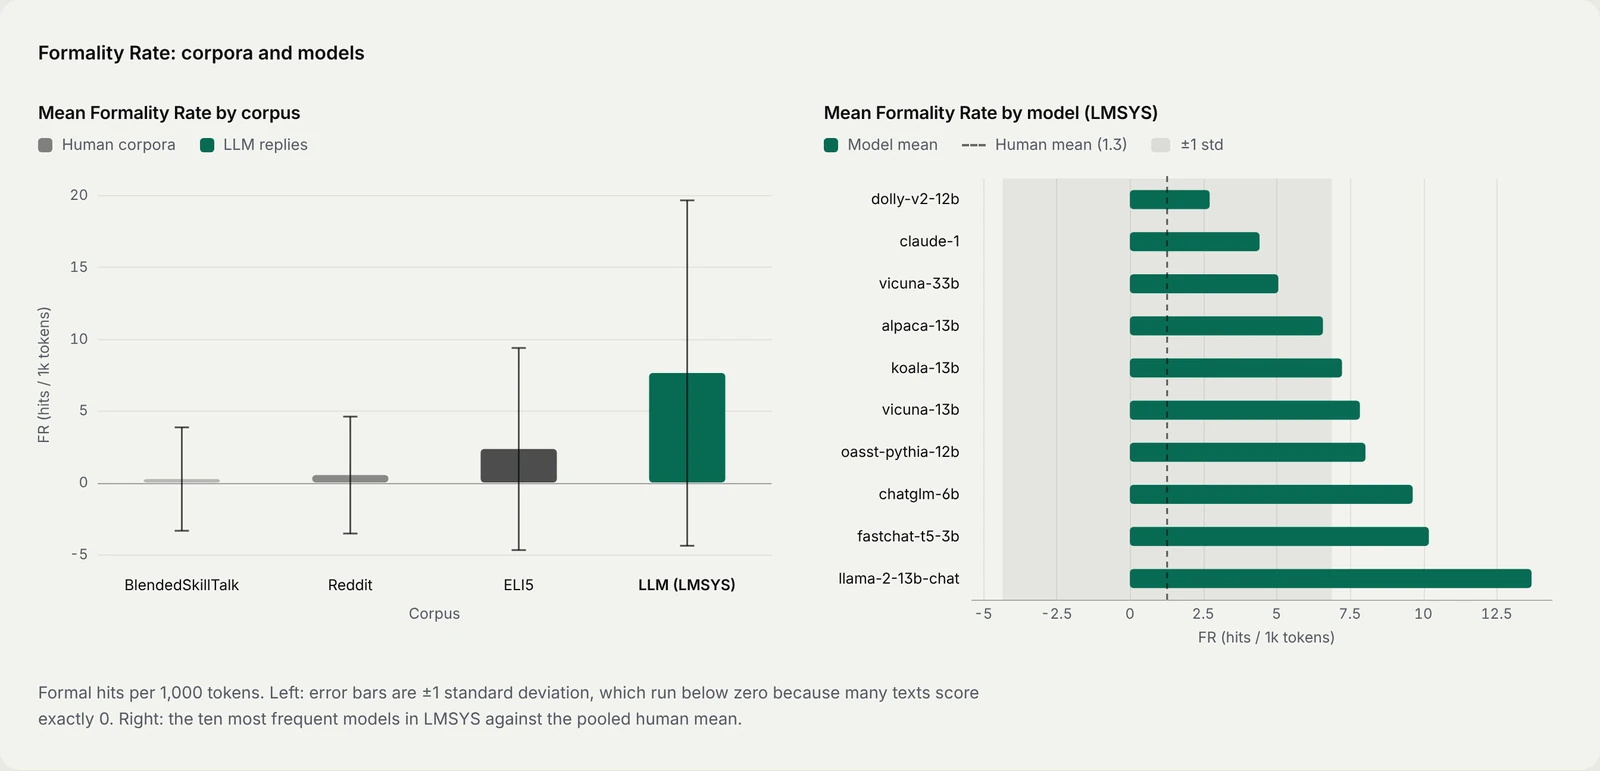 Formality Rate: corpora and models
Mean Formality Rate by corpus
Human corpora
LLM replies
20
15
10
5
0
-5
FR (hits / 1k tokens)
BlendedSkillTalk
Reddit
ELI5
LLM (LMSYS)
Corpus
Mean Formality Rate by model (LMSYS)
Model mean
Human mean (1.3)
±1 std
dolly-v2-12b
claude-1
vicuna-33b
alpaca-13b
koala-13b
vicuna-13b
oasst-pythia-12b
chatglm-6b
fastchat-t5-3b
llama-2-13b-chat
-5
-2.5
0
2.5
5
7.5
10
12.5
FR (hits / 1k tokens)
Formal hits per 1,000 tokens. Left: error bars are ±1 standard deviation, which run below zero because many texts score
exactly 0. Right: the ten most frequent models in LMSYS against the pooled human mean.